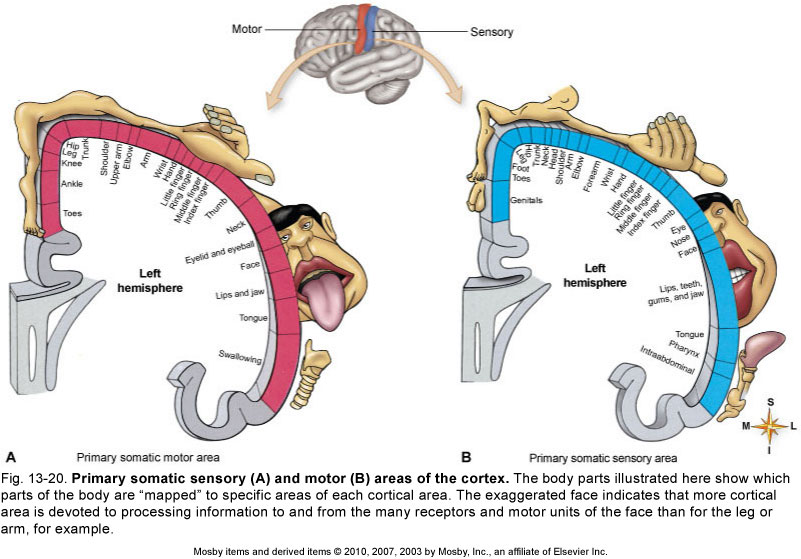 Motor
Sensory
Hip
Leg
Knee
Ankle
Toes
Trunk
Shoulder
Upper arm
Elbow
Arm
Wrist
Hand
Little finger
Ring finger
Middle finger
Index finger
Thumb
Neck
Eyelid and eyeball
Face
Lips and jaw
Tongue
Swallowing
Left
hemisphere
Hip
Leg
Foot
Toes
Genitals
Trunk
Neck
Head
Shoulder
Arm
Elbow
Forearm
Wrist
Hand
Little finger
Ring finger
Middle finger
Index finger
Thumb
Eye
Nose
Face
Lips, teeth,
gums, and jaw
Tongue
Pharynx
Intraabdominal
Left
hemisphere
S
M
L
I
A
Primary somatic motor area
B
Primary somatic sensory area
Fig. 13-20. Primary somatic sensory (A) and motor (B) areas of the cortex. The body parts illustrated here show which
parts of the body are “mapped” to specific areas of each cortical area. The exaggerated face indicates that more cortical
area is devoted to processing information to and from the many receptors and motor units of the face than for the leg or
arm, for example.
Mosby items and derived items © 2010, 2007, 2003 by Mosby, Inc., an affiliate of Elsevier Inc.